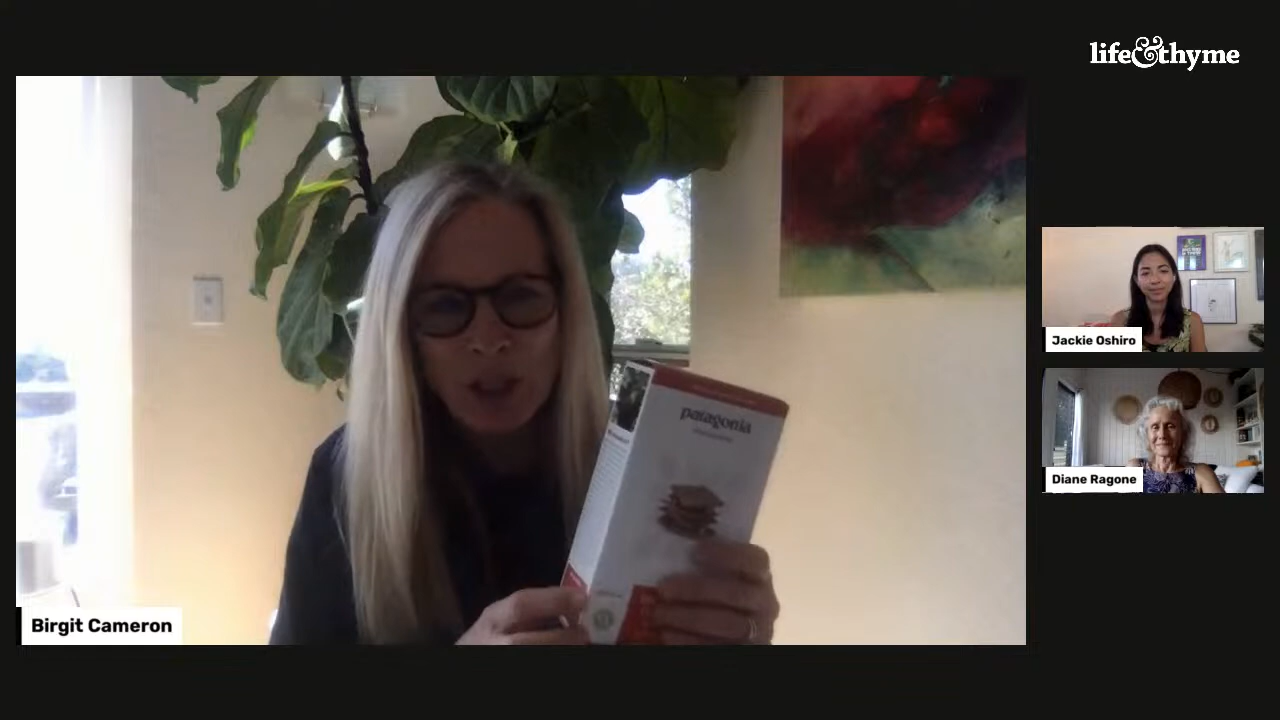 life&thyme
patagonia
Jackie Oshiro
Diane Ragone
Birgit Cameron